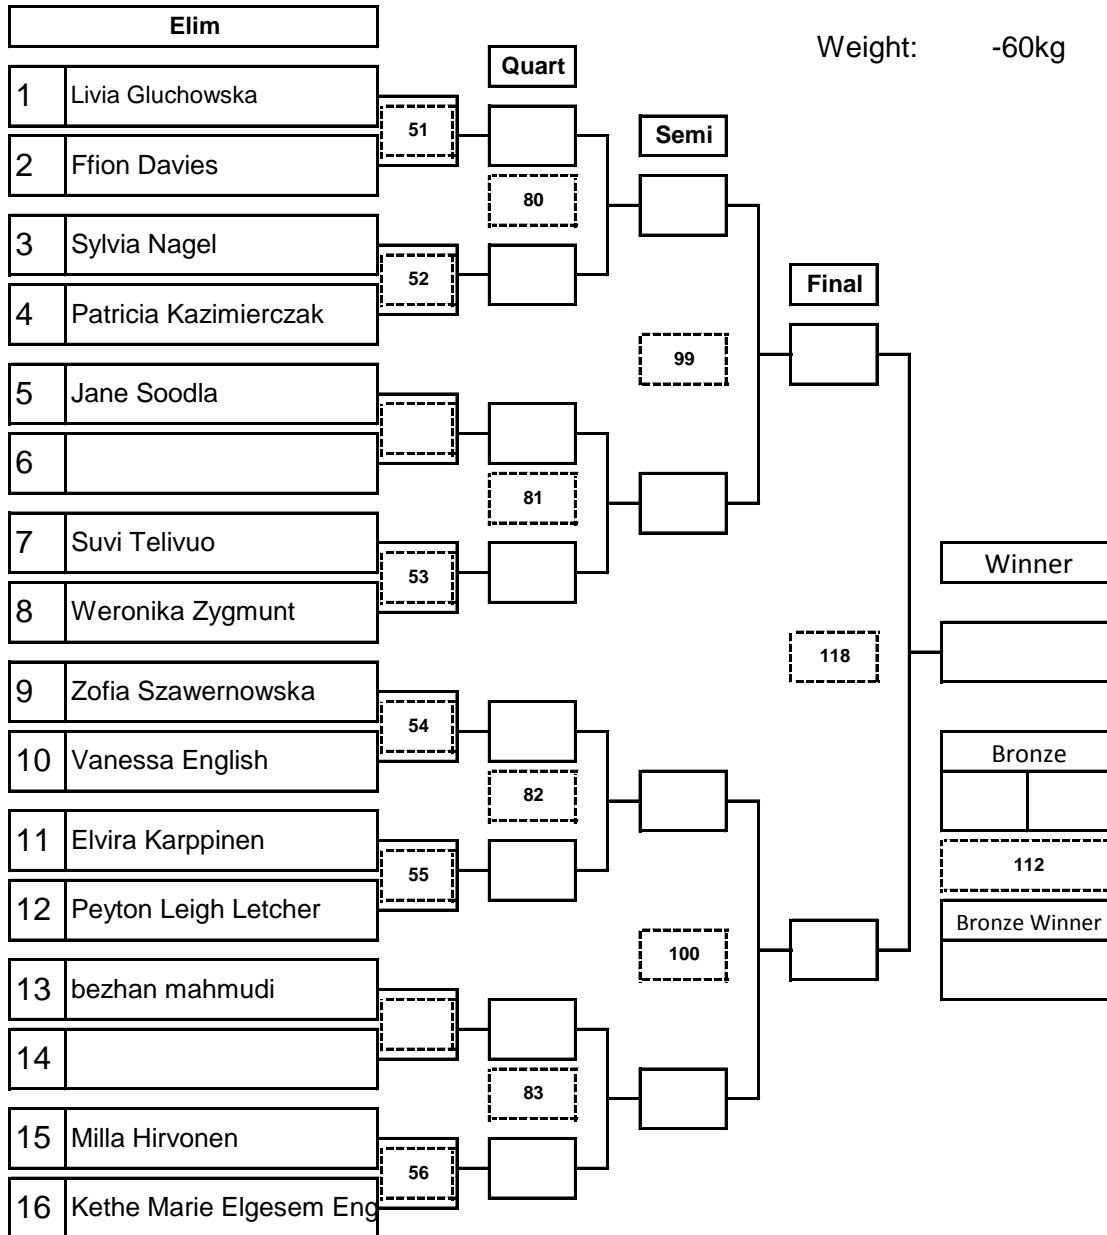 Elim
Weight: -60kg
Quart
1 Livia Gluchowska
51
Semi
2 Ffion Davies
80
3 Sylvia Nagel
52
Final
4 Patricia Kazimierczak
99
5 Jane Soodla
6
81
7 Suvi Telivuo
53
Winner
8 Weronika Zygmunt
118
9 Zofia Szawernowska
54
10 Vanessa English
Bronze
82
11 Elvira Karppinen
55
112
12 Peyton Leigh Letcher
Bronze Winner
100
13 bezhan mahmudi
14
83
15 Milla Hirvonen
56
16 Kethe Marie Elgesem Eng